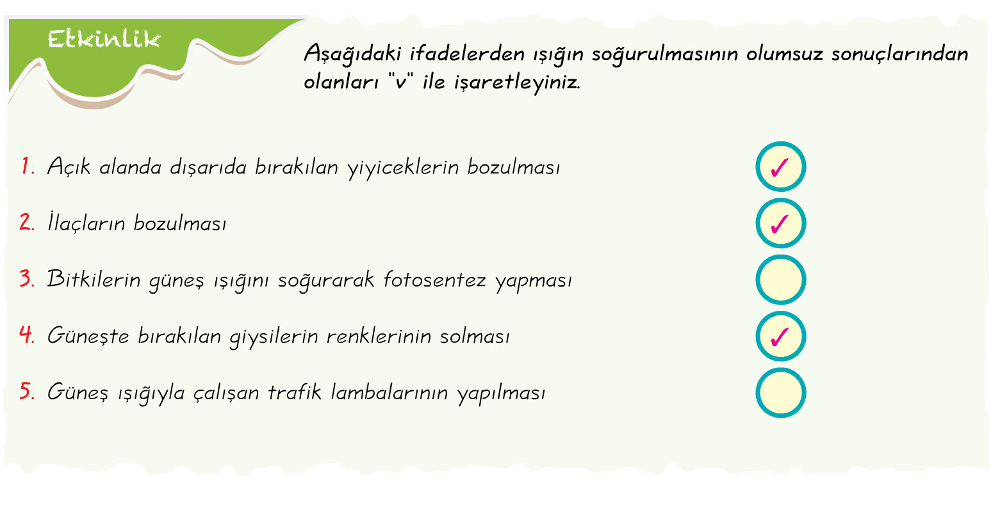 Etkinlik
Aşağıdaki ifadelerden ışığın soğurulmasının olumsuz sonuçlarından
olanları "v" ile işaretleyiniz.
1. Açık alanda dışarıda bırakılan yiyiceklerin bozulması ✓
2. İlaçların bozulması ✓
3. Bitkilerin güneş ışığını soğurarak fotosentez yapması
4. Güneşte bırakılan giysilerin renklerinin solması ✓
5. Güneş ışığıyla çalışan trafik lambalarının yapılması